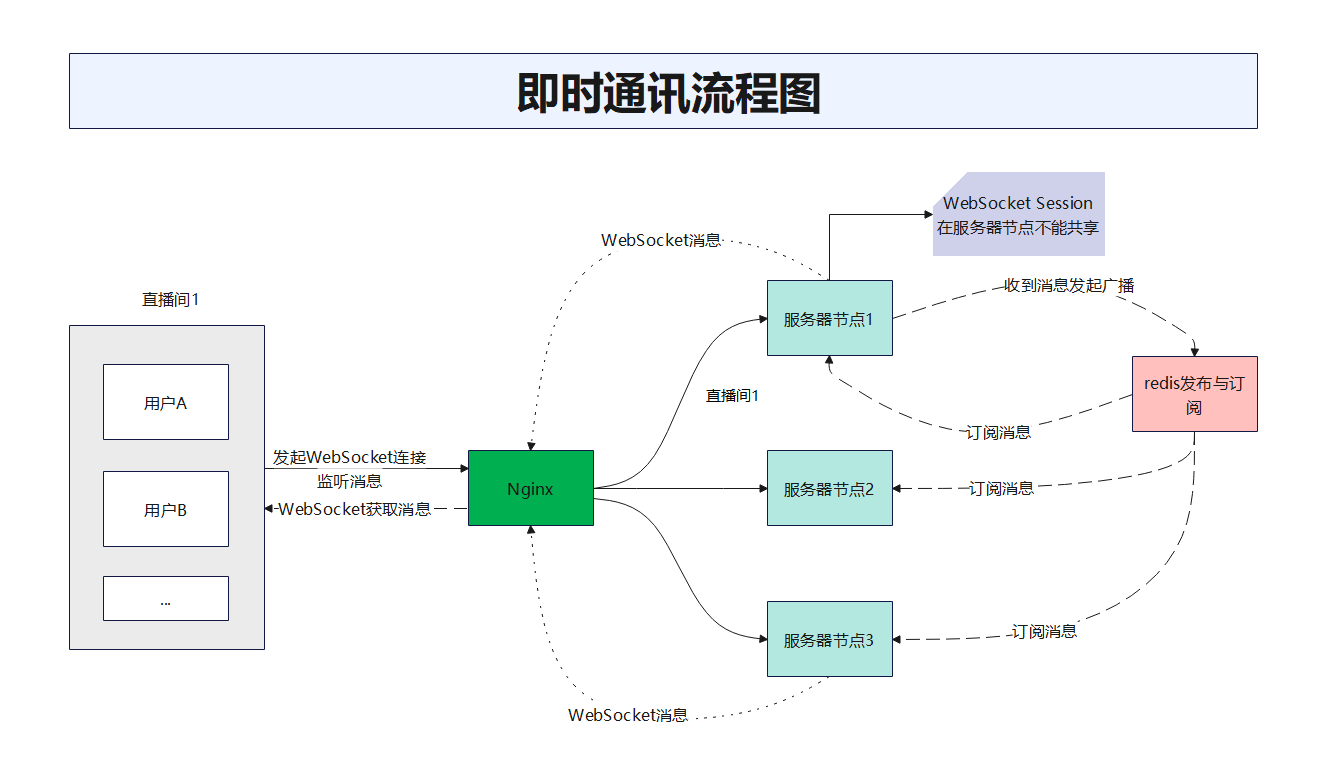 即时通讯流程图
WebSocket Session
在服务器节点不能共享
WebSocket消息
收到消息发起广播
直播间1
服务器节点1
用户A
redis发布与订
阅
直播间1
订阅消息
发起WebSocket连接
监听消息
Nginx
服务器节点2
订阅消息
用户B
WebSocket获取消息
...
服务器节点3
订阅消息
WebSocket消息